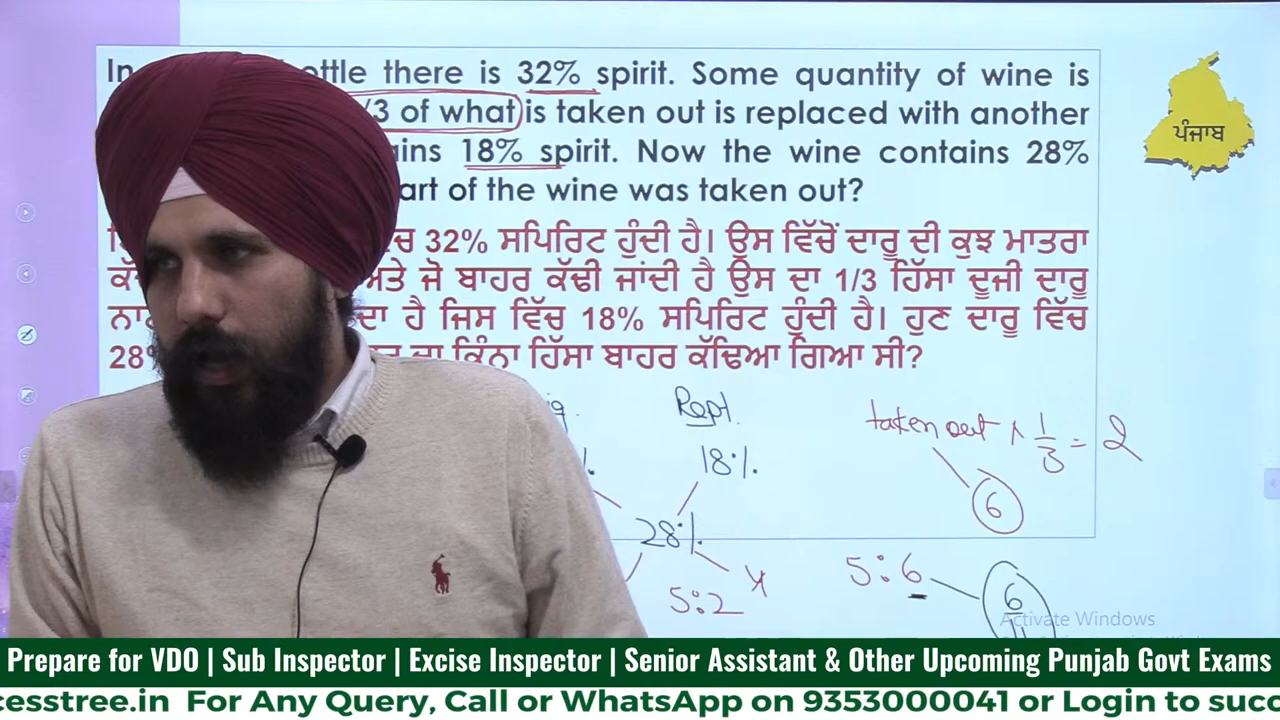 In ottle there is 32% spirit. Some quantity of wine is
/3 of what is taken out is replaced with another
ins 18% spirit. Now the wine contains 28%
art of the wine was taken out?
ਚ 32% ਸਪਿਰਿਟ ਹੁੰਦੀ ਹੈ। ਉਸ ਵਿੱਚੋਂ ਦਾਰੂ ਦੀ ਕੁਝ ਮਾਤਰਾ
ਅਤੇ ਜੋ ਬਾਹਰ ਕੱਢੀ ਜਾਂਦੀ ਹੈ ਉਸ ਦਾ 1/3 ਹਿੱਸਾ ਦੂਜੀ ਦਾਰੂ
ਦਾ ਹੈ ਜਿਸ ਵਿੱਚ 18% ਸਪਿਰਿਟ ਹੁੰਦੀ ਹੈ। ਹੁਣ ਦਾਰੂ ਵਿੱਚ
28% ਦਾ ਕਿੰਨਾ ਹਿੱਸਾ ਬਾਹਰ ਕੱਢਿਆ ਗਿਆ ਸੀ?
ਪੰਜਾਬ
Repl.
18%.
28%.
5:2
taken out × 1/3 = 2
6
5:6
6/11
Activate Windows
Prepare for VDO | Sub Inspector | Excise Inspector | Senior Assistant & Other Upcoming Punjab Govt Exams
cesstree.in For Any Query, Call or WhatsApp on 9353000041 or Login to succ